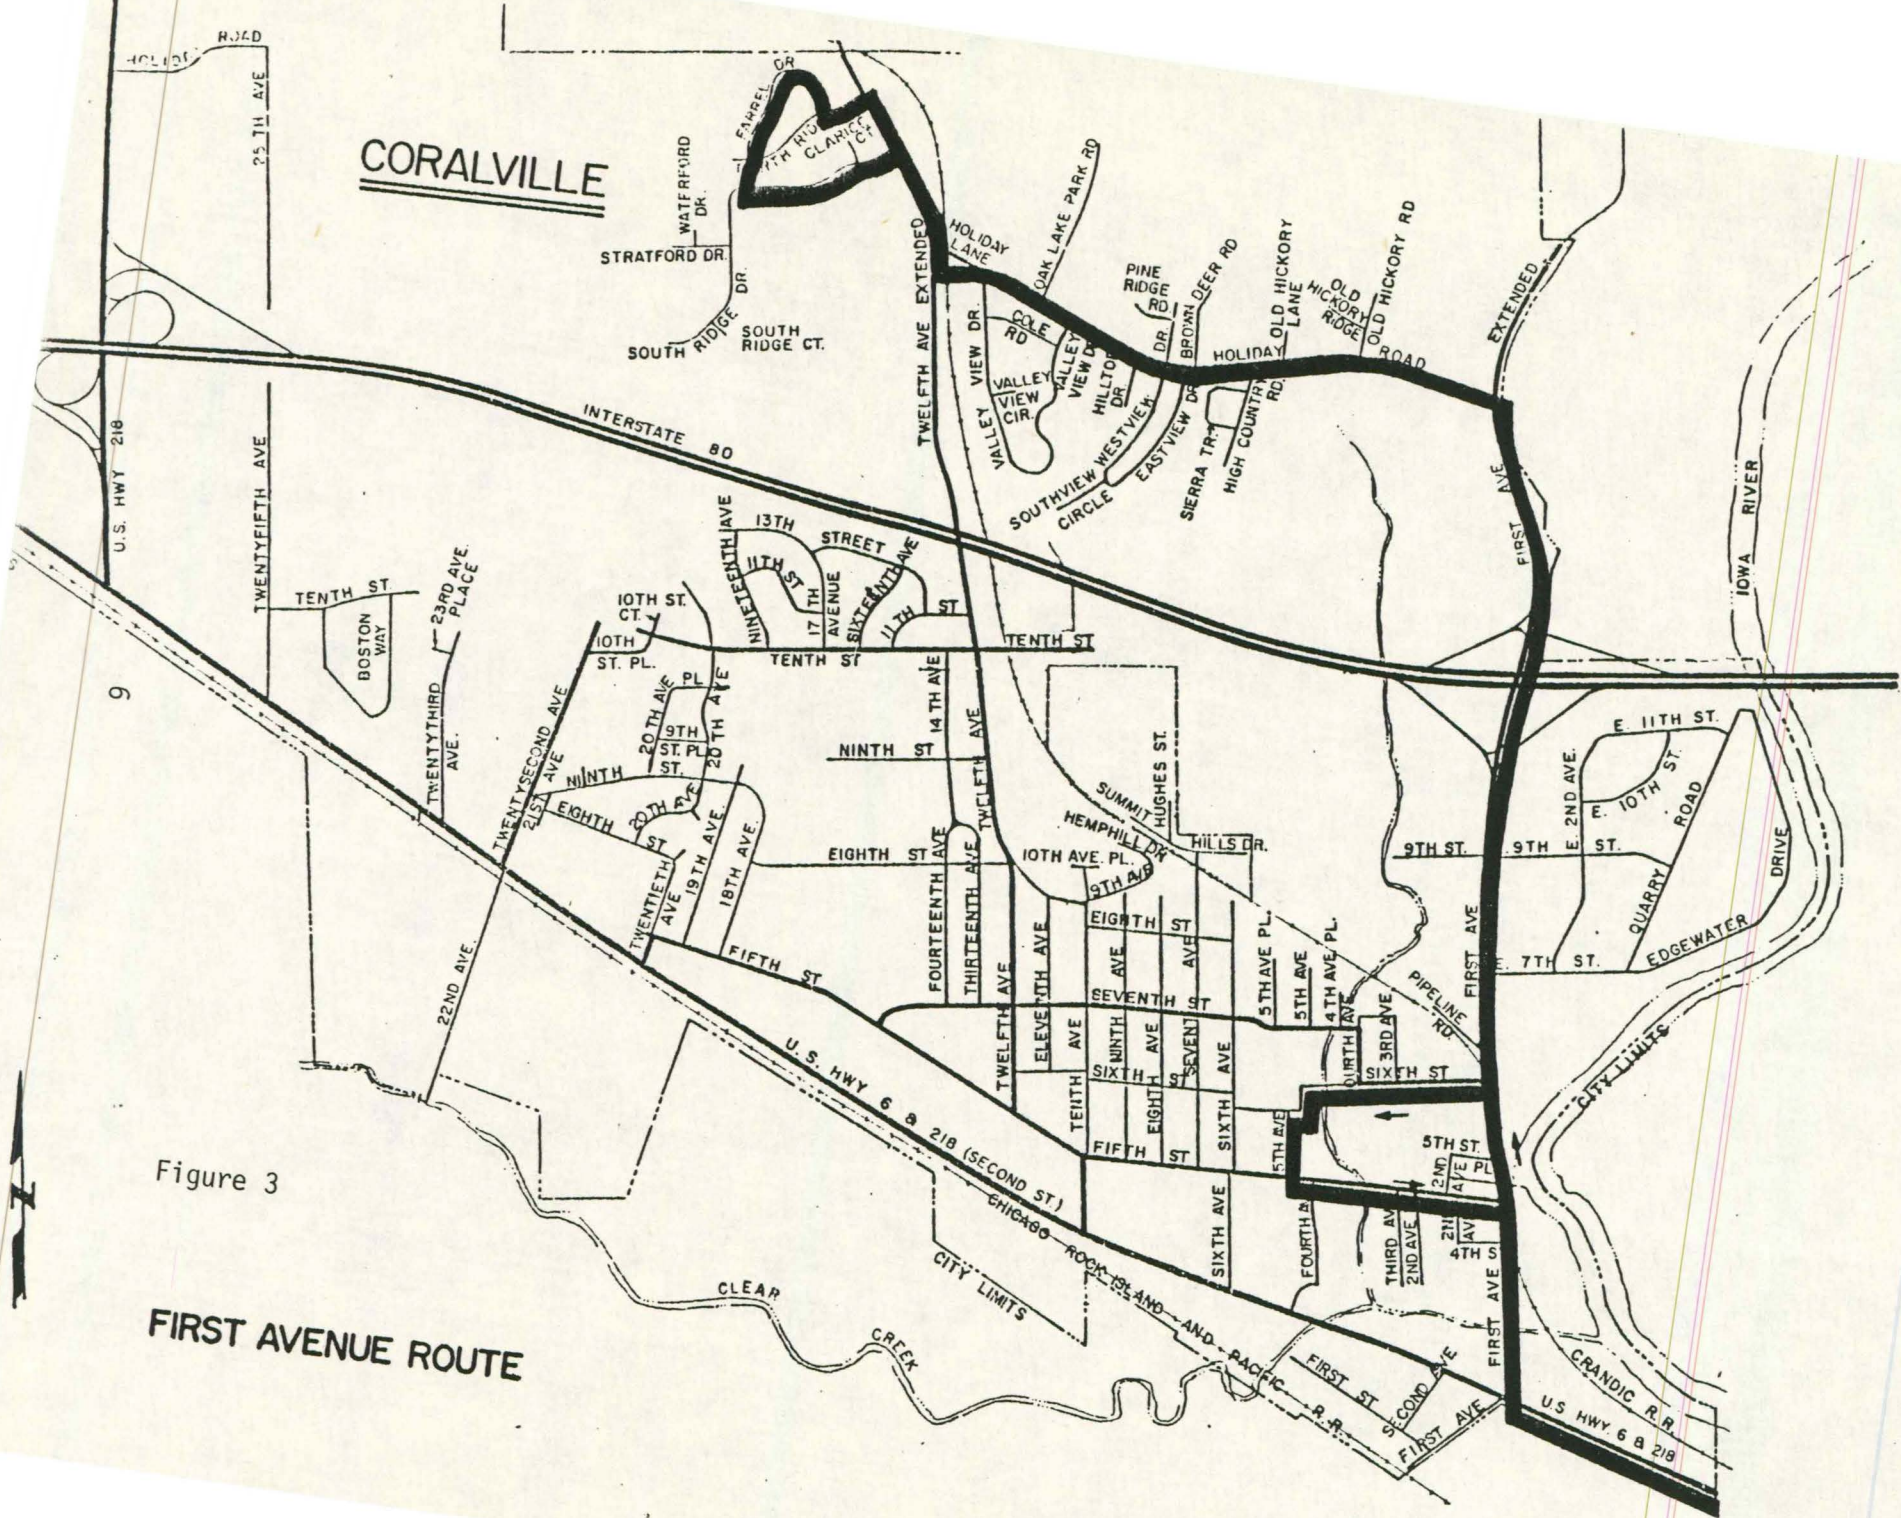 ROAD
25TH AVE
CORALVILLE
FARREL DR
CLARICE
CT
WATERFORD
DR.
STRATFORD DR.
SOUTH RIDGE DR.
SOUTH
RIDGE CT.
TWELFTH AVE EXTENDED
HOLIDAY
LANE
OAK LAKE PARK RD
PINE
RIDGE
RD
DR.
BROWN DEER RD
OLD HICKORY
LANE
OLD
HICKORY
RIDGE
OLD HICKORY RD
EXTENDED
HOLIDAY ROAD
VALLEY VIEW DR.
COLE
RD
VALLEY
VIEW
CIR.
VALLEY
VIEW D
HILLTOP
DR.
SOUTHVIEW
CIRCLE
WESTVIEW
EASTVIEW DR
SIERRA TR.
HIGH COUNTRY
RD.
FIRST AVE
IOWA RIVER
U.S. HWY 218
INTERSTATE 80
TWENTYFIFTH AVE
TENTH ST.
BOSTON
WAY
23RD AVE.
PLACE
TWENTYTHIRD
AVE.
10TH ST.
CT.
10TH
ST. PL.
NINETEENTH AVE
13TH STREET
11TH ST
17TH
AVENUE
SIXTEENTH AVE
11TH ST
TENTH ST
TENTH ST
TWENTYSECOND AVE
21ST AVE
20TH AVE PL
9TH
ST. PL
20TH AVE
NINTH ST.
EIGHTH ST
20TH AVE
TWENTIETH
AVE
19TH AVE.
18TH AVE.
14TH AVE
NINTH ST
TWELFTH AVE
TWELFTH
EIGHTH ST
FOURTEENTH AVE
THIRTEENTH AVE
SUMMIT
HEMPHILL DR
HUGHES ST.
HILLS DR.
10TH AVE. PL.
9TH AVE
E. 11TH ST.
E. 10TH ST.
E. 2ND AVE.
QUARRY ROAD
9TH ST.
9TH ST.
E. 7TH ST.
EDGEWATER DRIVE
FIRST AVE
PIPELINE
RD.
9
22ND AVE.
FIFTH ST
TWELFTH AVE
ELEVENTH AVE
EIGHTH ST
SEVENTH ST
TENTH AVE
NINTH AVE
EIGHTH AVE
SEVENT AVE
SIXTH AVE
SIXTH ST
5TH AVE PL.
5TH AVE
4TH AVE PL.
OURTH AVE
3RD AVE
SIXTH ST
FIFTH ST
5TH AVE
5TH ST.
2ND
AVE PL
2N
AV
4TH S
SIXTH AVE
FOURTH A
THIRD AV
2ND AVE
FIRST AVE
CITY LIMITS
U.S. HWY 6 & 218 (SECOND ST.)
CHICAGO ROCK ISLAND AND PACIFIC R.R.
CITY LIMITS
CLEAR CREEK
FIRST ST
SECOND AVE
FIRST AVE
CRANDIC R.R.
U.S HWY. 6 & 218
Figure 3
FIRST AVENUE ROUTE